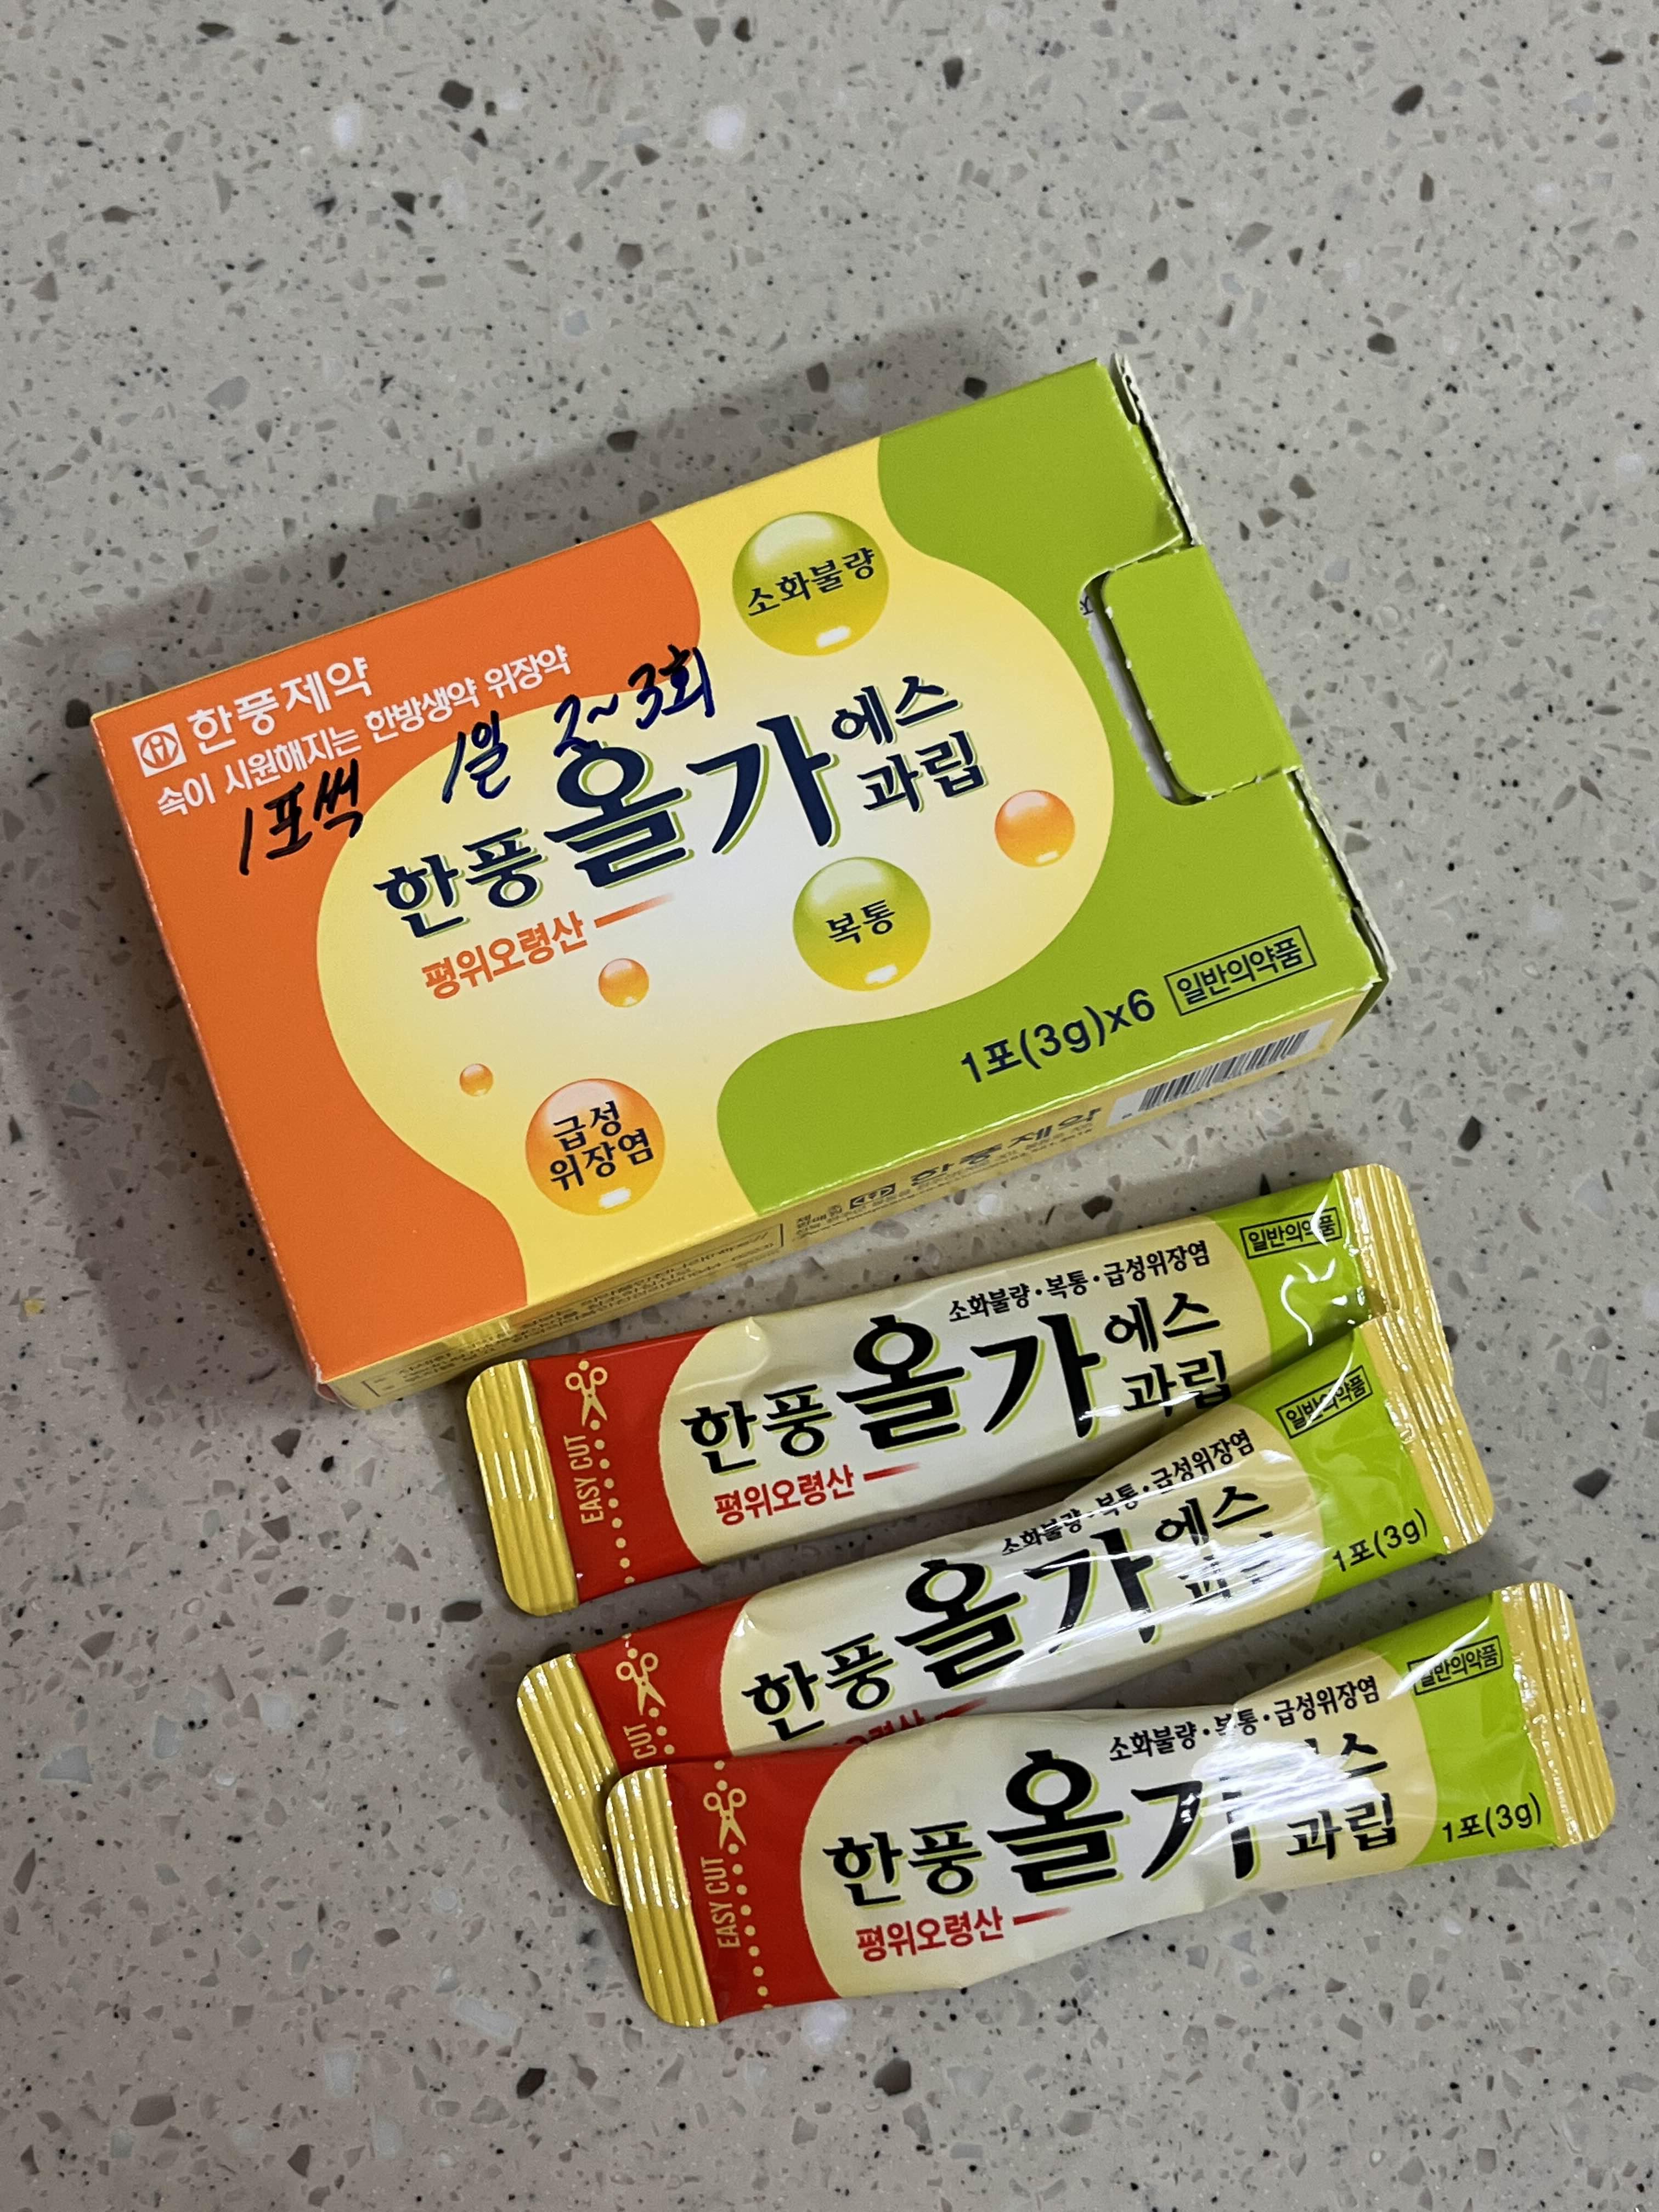 한풍제약
속이 시원해지는 한방생약 위장약
1포씩 1일 2~3회
소화불량
한풍올가 에스
과립
평위오령산
복통
급성
위장염
1포(3g)x6 일반의약품
한풍제약
EASY CUT
소화불량·복통·급성위장염
일반의약품
한풍올가 에스
과립
평위오령산
CUT
소화불량·복통·급성위장염
일반의약품
한풍올가 에스
1포(3g)
EASY CUT
소화불량·복통·급성위장염
일반의약품
한풍올가
과립
평위오령산
1포(3g)